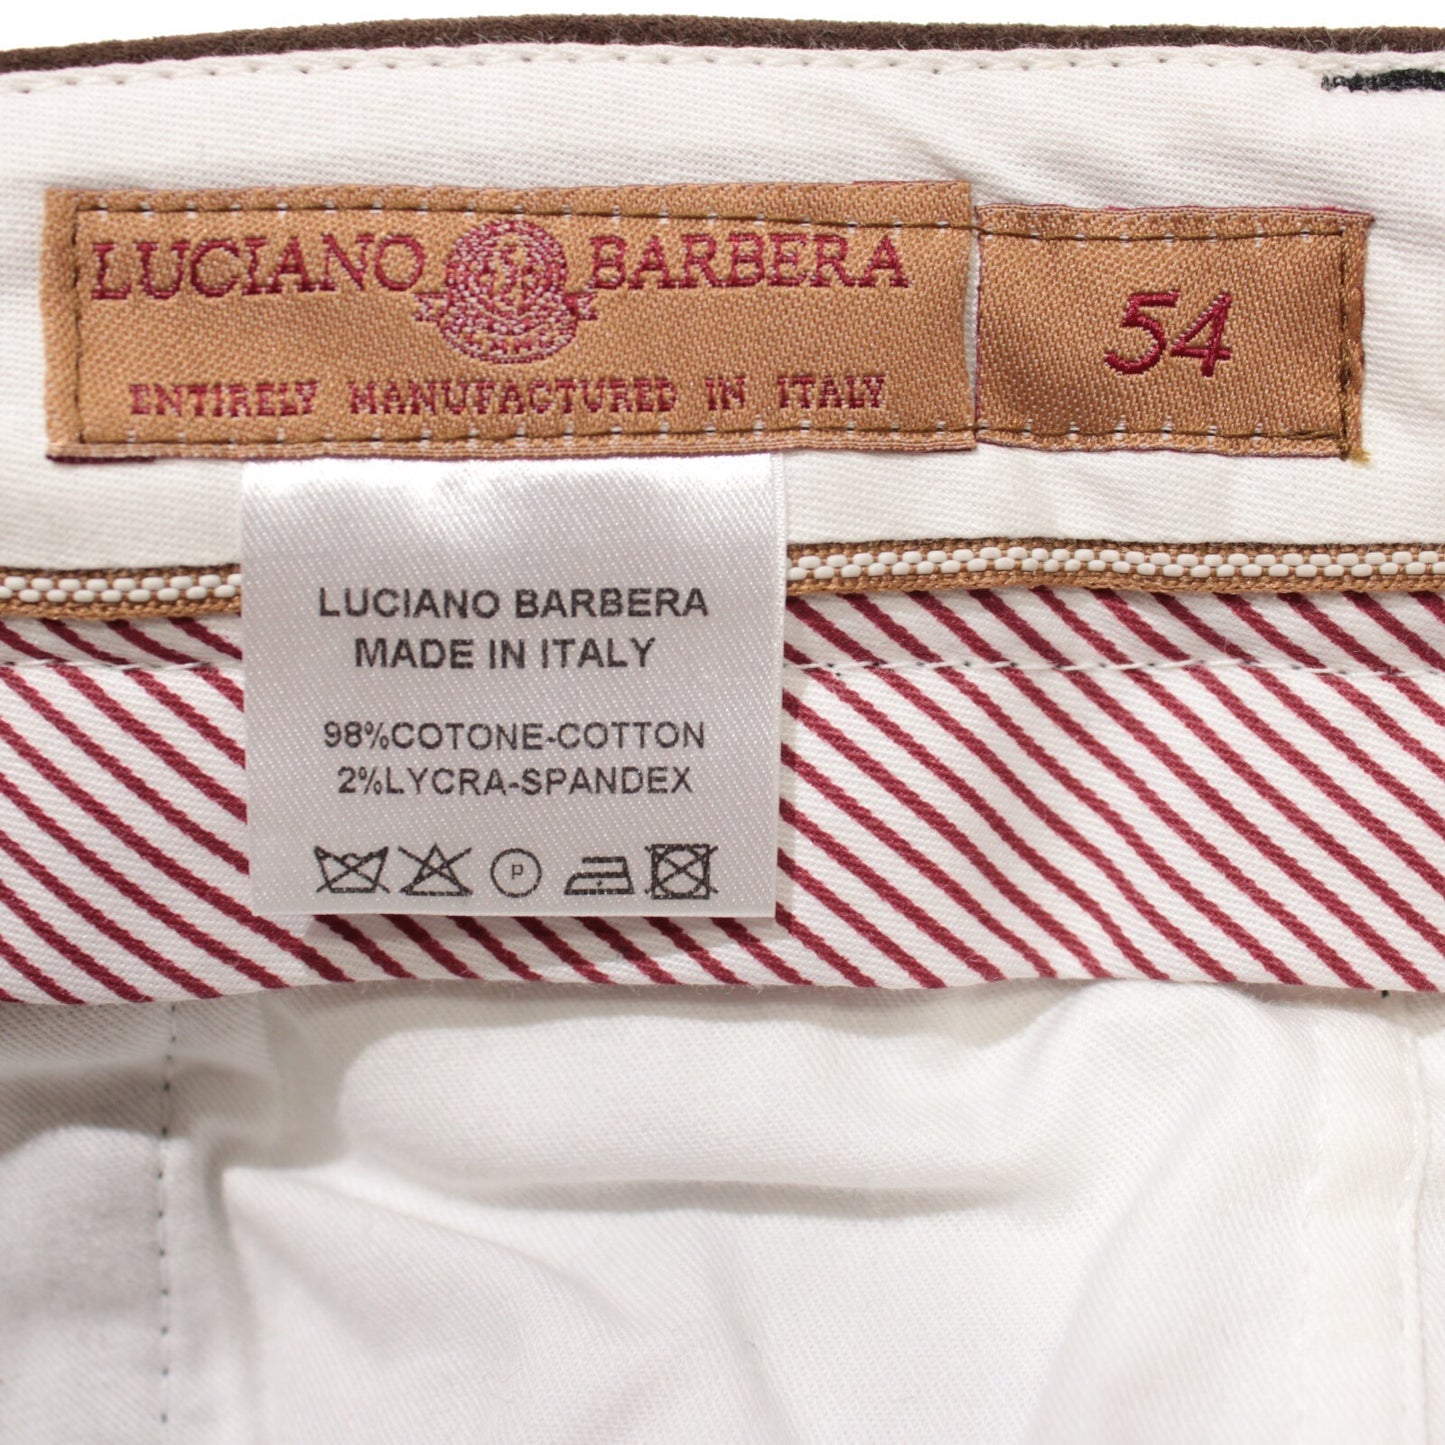 LUCIANO BARBERA
ENTIRELY MANUFACTURED IN ITALY
54
LUCIANO BARBERA
MADE IN ITALY
98%COTONE-COTTON
2%LYCRA-SPANDEX
P